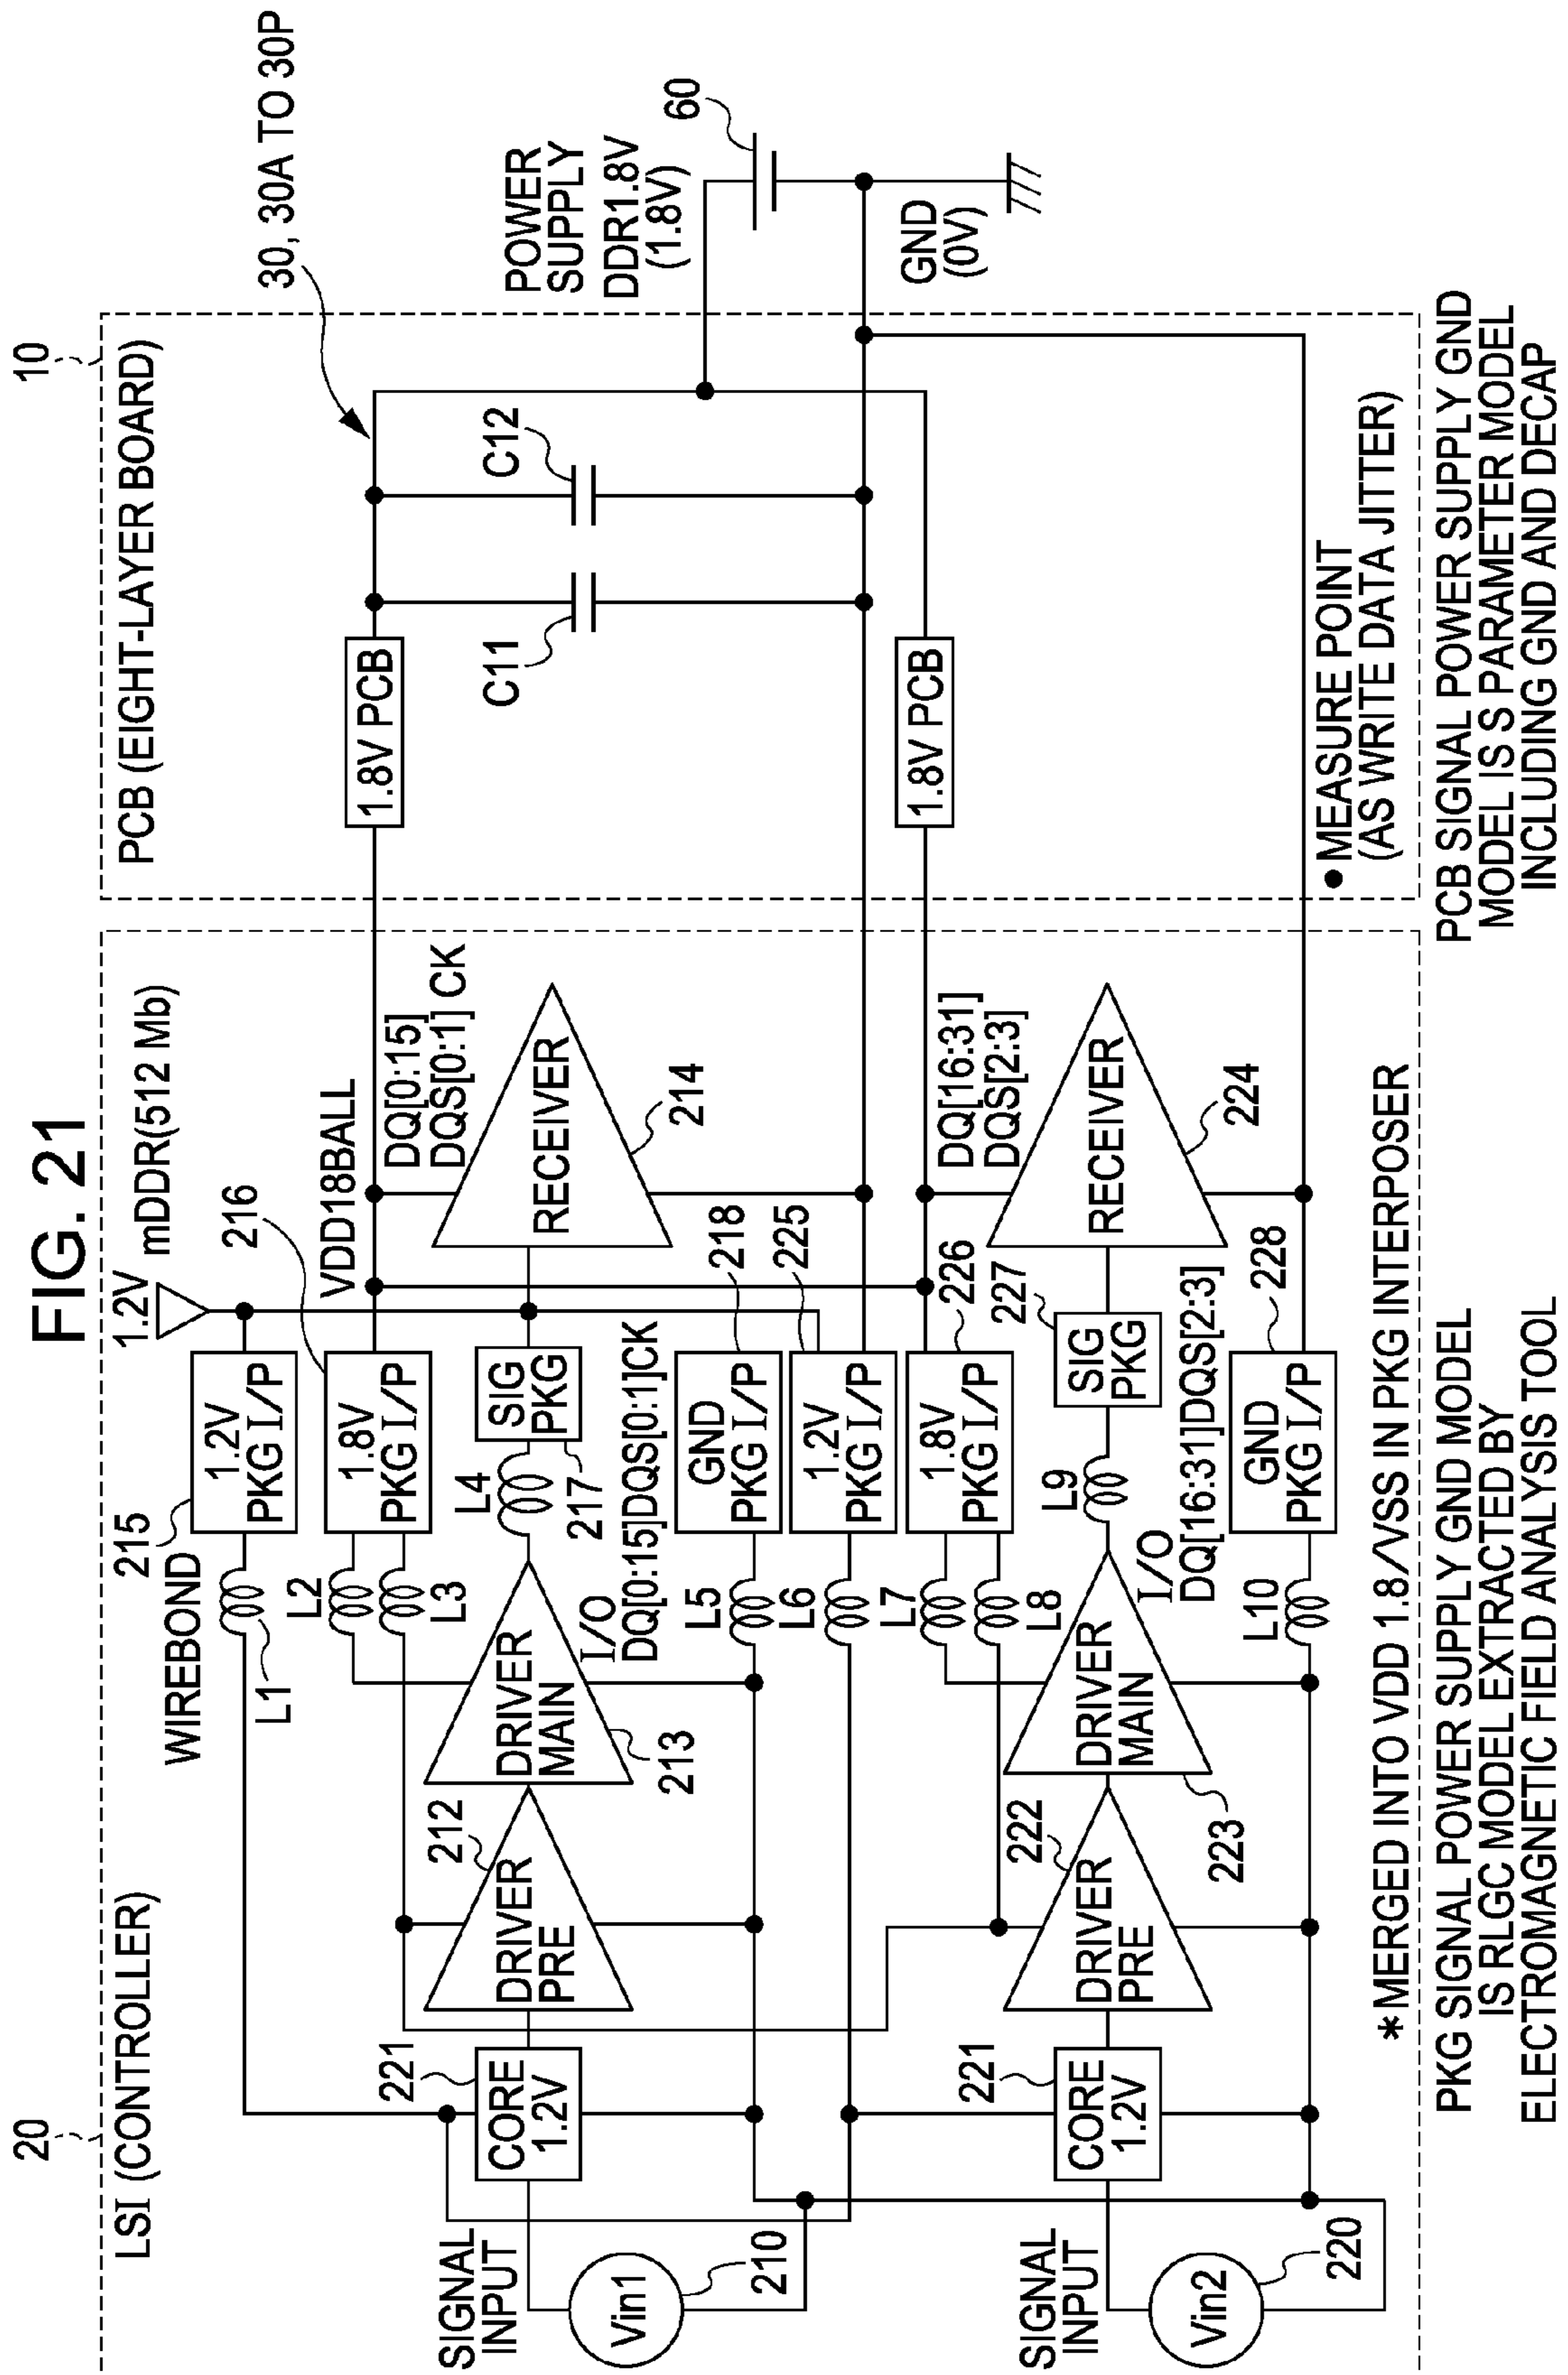 FIG. 21
20
LSI (CONTROLLER)
10
PCB (EIGHT-LAYER BOARD)
30, 30A TO 30P
1.2V
mDDR(512 Mb)
WIREBOND
215
1.2V
PKG I/P
L1
216
VDD18BALL
L2
1.8V
PKG I/P
L3
1.8V PCB
C11
C12
POWER
SUPPLY
DDR1.8V
(1.8V)
60
GND
(0V)
SIGNAL
INPUT
Vin1
210
221
CORE
1.2V
212
DRIVER
PRE
DRIVER
MAIN
213
L4
SIG
PKG
217
DQ[0:15]
DQS[0:1] CK
RECEIVER
214
I/O
DQ[0:15]DQS[0:1]CK
L5
GND
PKG I/P
218
L6
1.2V
PKG I/P
225
L7
1.8V
PKG I/P
226
L8
1.8V PCB
SIGNAL
INPUT
Vin2
220
221
CORE
1.2V
222
DRIVER
PRE
DRIVER
MAIN
223
L9
SIG
PKG
227
DQ[16:31]
DQS[2:3]
RECEIVER
224
I/O
DQ[16:31]DQS[2:3]
L10
GND
PKG I/P
228
● MEASURE POINT
(AS WRITE DATA JITTER)
*MERGED INTO VDD 1.8/VSS IN PKG INTERPOSER
PKG SIGNAL POWER SUPPLY GND MODEL
IS RLGC MODEL EXTRACTED BY
ELECTROMAGNETIC FIELD ANALYSIS TOOL
PCB SIGNAL POWER SUPPLY GND
MODEL IS S PARAMETER MODEL
INCLUDING GND AND DECAP